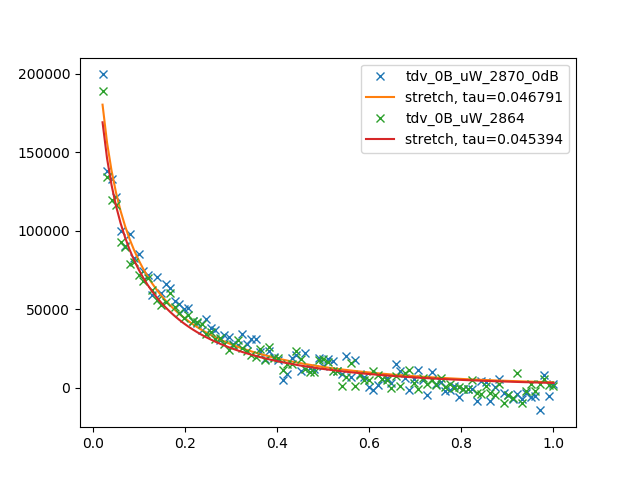 tdv_0B_uW_2870_0dB
stretch, tau=0.046791
tdv_0B_uW_2864
stretch, tau=0.045394
200000
150000
100000
50000
0
0.0 0.2 0.4 0.6 0.8 1.0